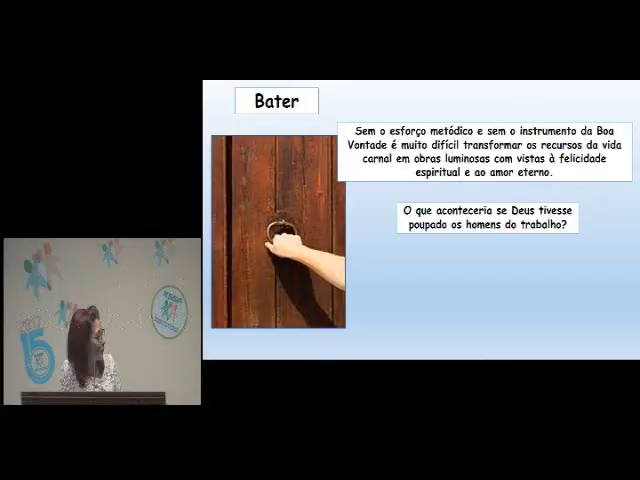 Bater
Sem o esforço metódico e sem o instrumento da Boa
Vontade é muito difícil transformar os recursos da vida
carnal em obras luminosas com vistas à felicidade
espiritual e ao amor eterno.
O que aconteceria se Deus tivesse
poupado os homens do trabalho?
15